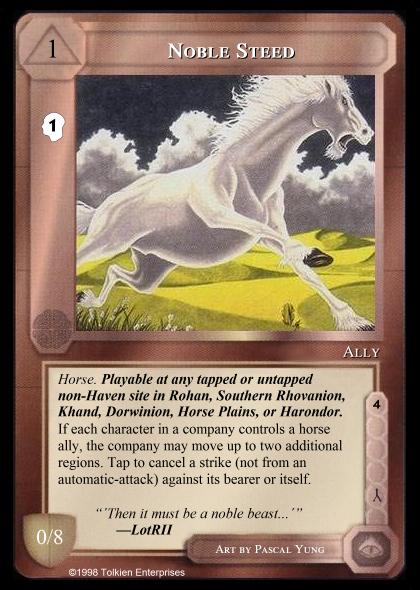 1
Noble Steed
1
Ally
Horse. Playable at any tapped or untapped
non-Haven site in Rohan, Southern Rhovanion,
Khand, Dorwinion, Horse Plains, or Harondor.
If each character in a company controls a horse
ally, the company may move up to two additional
regions. Tap to cancel a strike (not from an
automatic-attack) against its bearer or itself.
4
“‘Then it must be a noble beast...’”
—LotRII
0/8
Art by Pascal Yung
©1998 Tolkien Enterprises